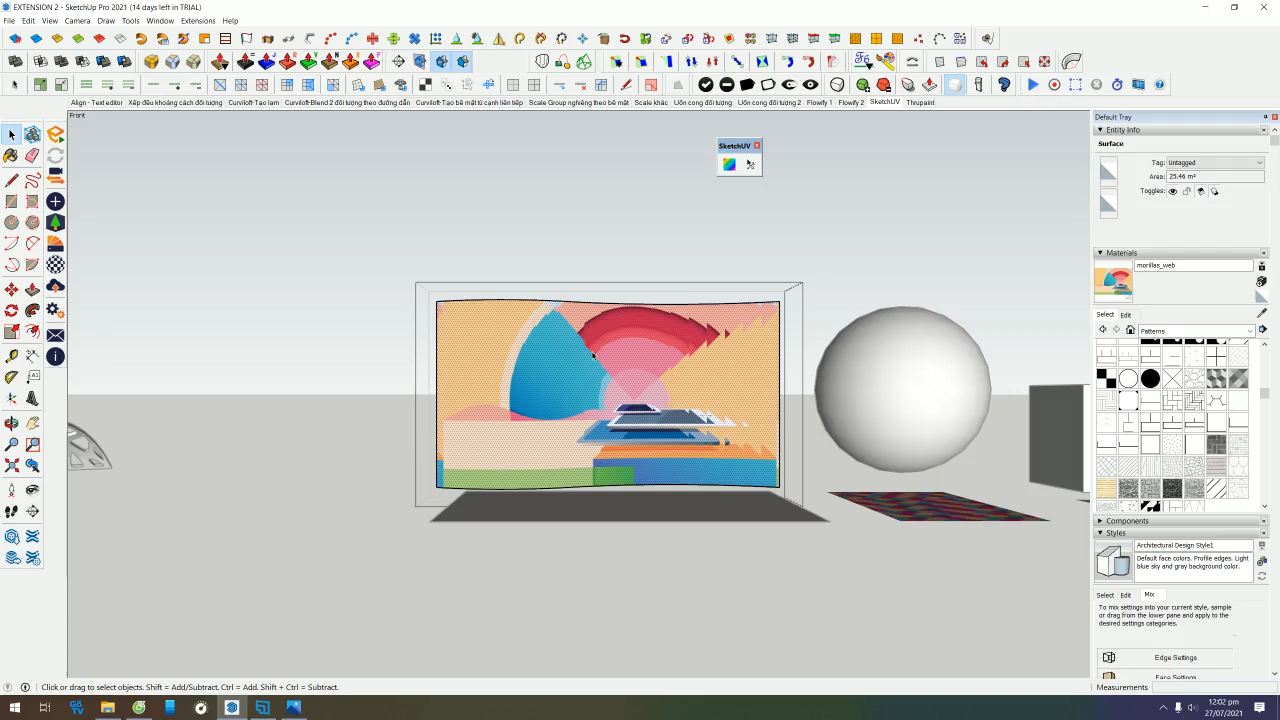 EXTENSION 2 - SketchUp Pro 2021 (14 days left in TRIAL)
File Edit View Camera Draw Tools Window Extensions Help
Align - Text editor Xếp đều khoảng cách đối tượng Curviloft-Tạo lam Curviloft-Blend 2 đối tượng theo đường dẫn Curviloft-Tạo bề mặt từ cạnh liên tiếp Scale Group nghiêng theo bề mặt Scale khác Uốn cong đối tượng Uốn cong đối tượng 2 Flowify 1 Flowify 2 SketchUV Thrupaint
Front
SketchUV
Default Tray
Entity Info
Surface
Tag: Untagged
Area: 25.46 m²
Toggles:
Materials
morillas_web
Select Edit
Patterns
Components
Styles
Architectural Design Style1
Default face colors. Profile edges. Light
blue sky and gray background color.
Select Edit Mix
To mix settings into your current style, sample
or drag from the lower pane and apply to the
desired settings categories.
Edge Settings
Face Settings
Click or drag to select objects. Shift = Add/Subtract. Ctrl = Add. Shift + Ctrl = Subtract.
Measurements
12:02 pm
27/07/2021